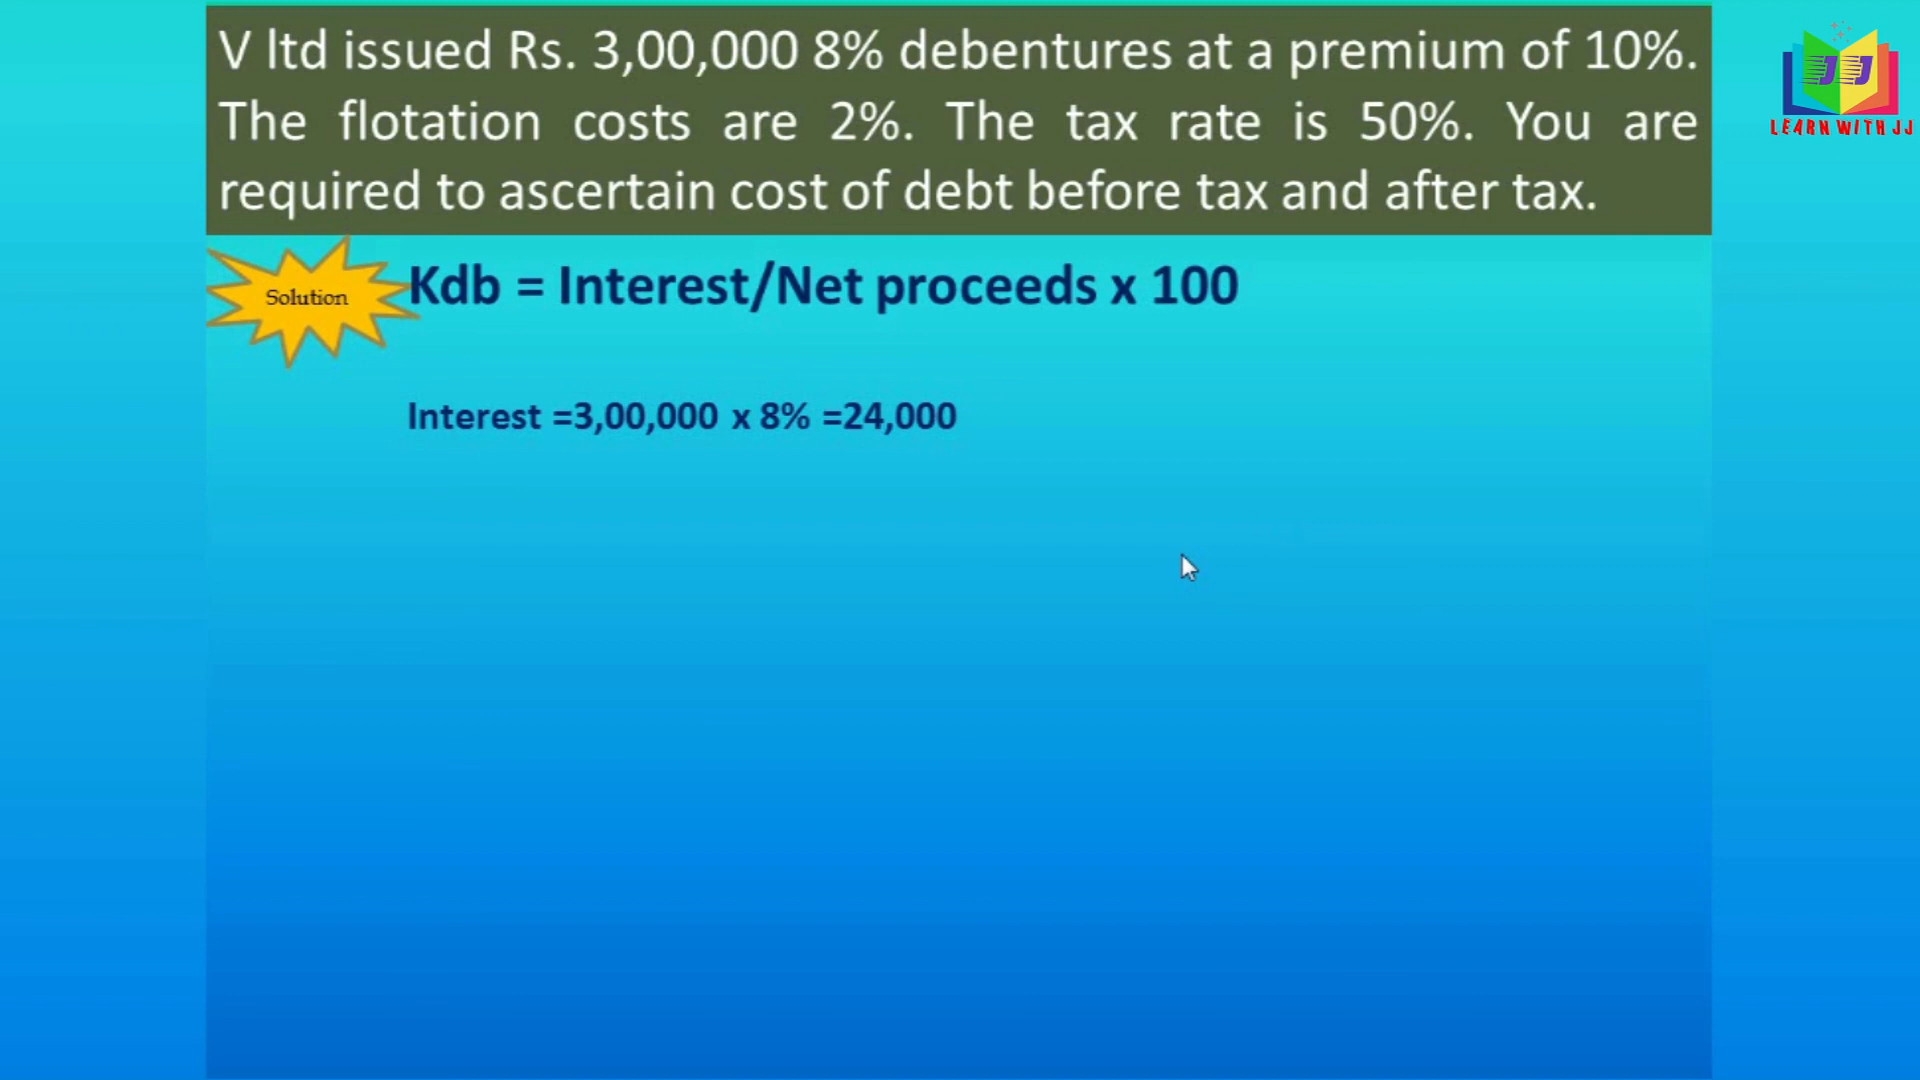 V ltd issued Rs. 3,00,000 8% debentures at a premium of 10%.
The flotation costs are 2%. The tax rate is 50%. You are
required to ascertain cost of debt before tax and after tax.
JJ
LEARN WITH JJ
Solution
Kdb = Interest/Net proceeds x 100
Interest =3,00,000 x 8% =24,000